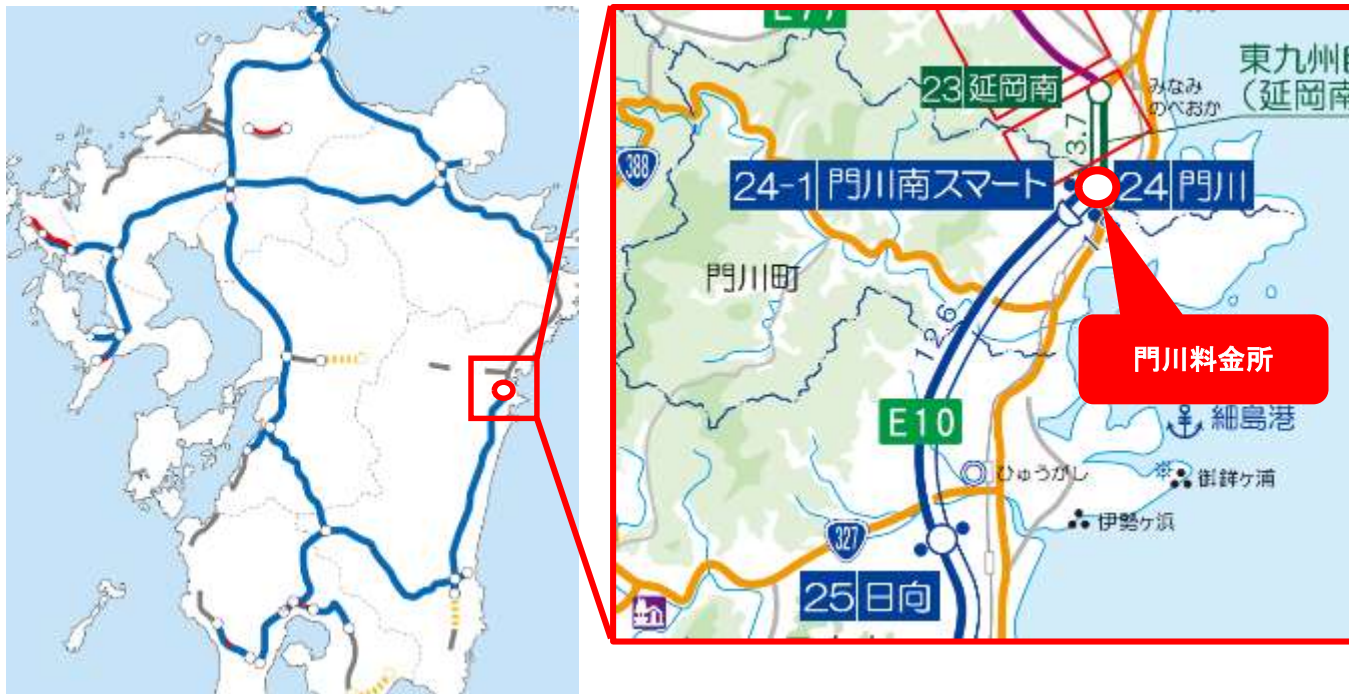 23 延岡南
みなみ
のべおか
東九州
(延岡南
388
3.7
24-1 門川南スマート
24 門川
門川町
12.6
門川料金所
E10
細島港
ひゅうがし
※
御鉾ヶ浦
伊勢ヶ浜
327
25 日向